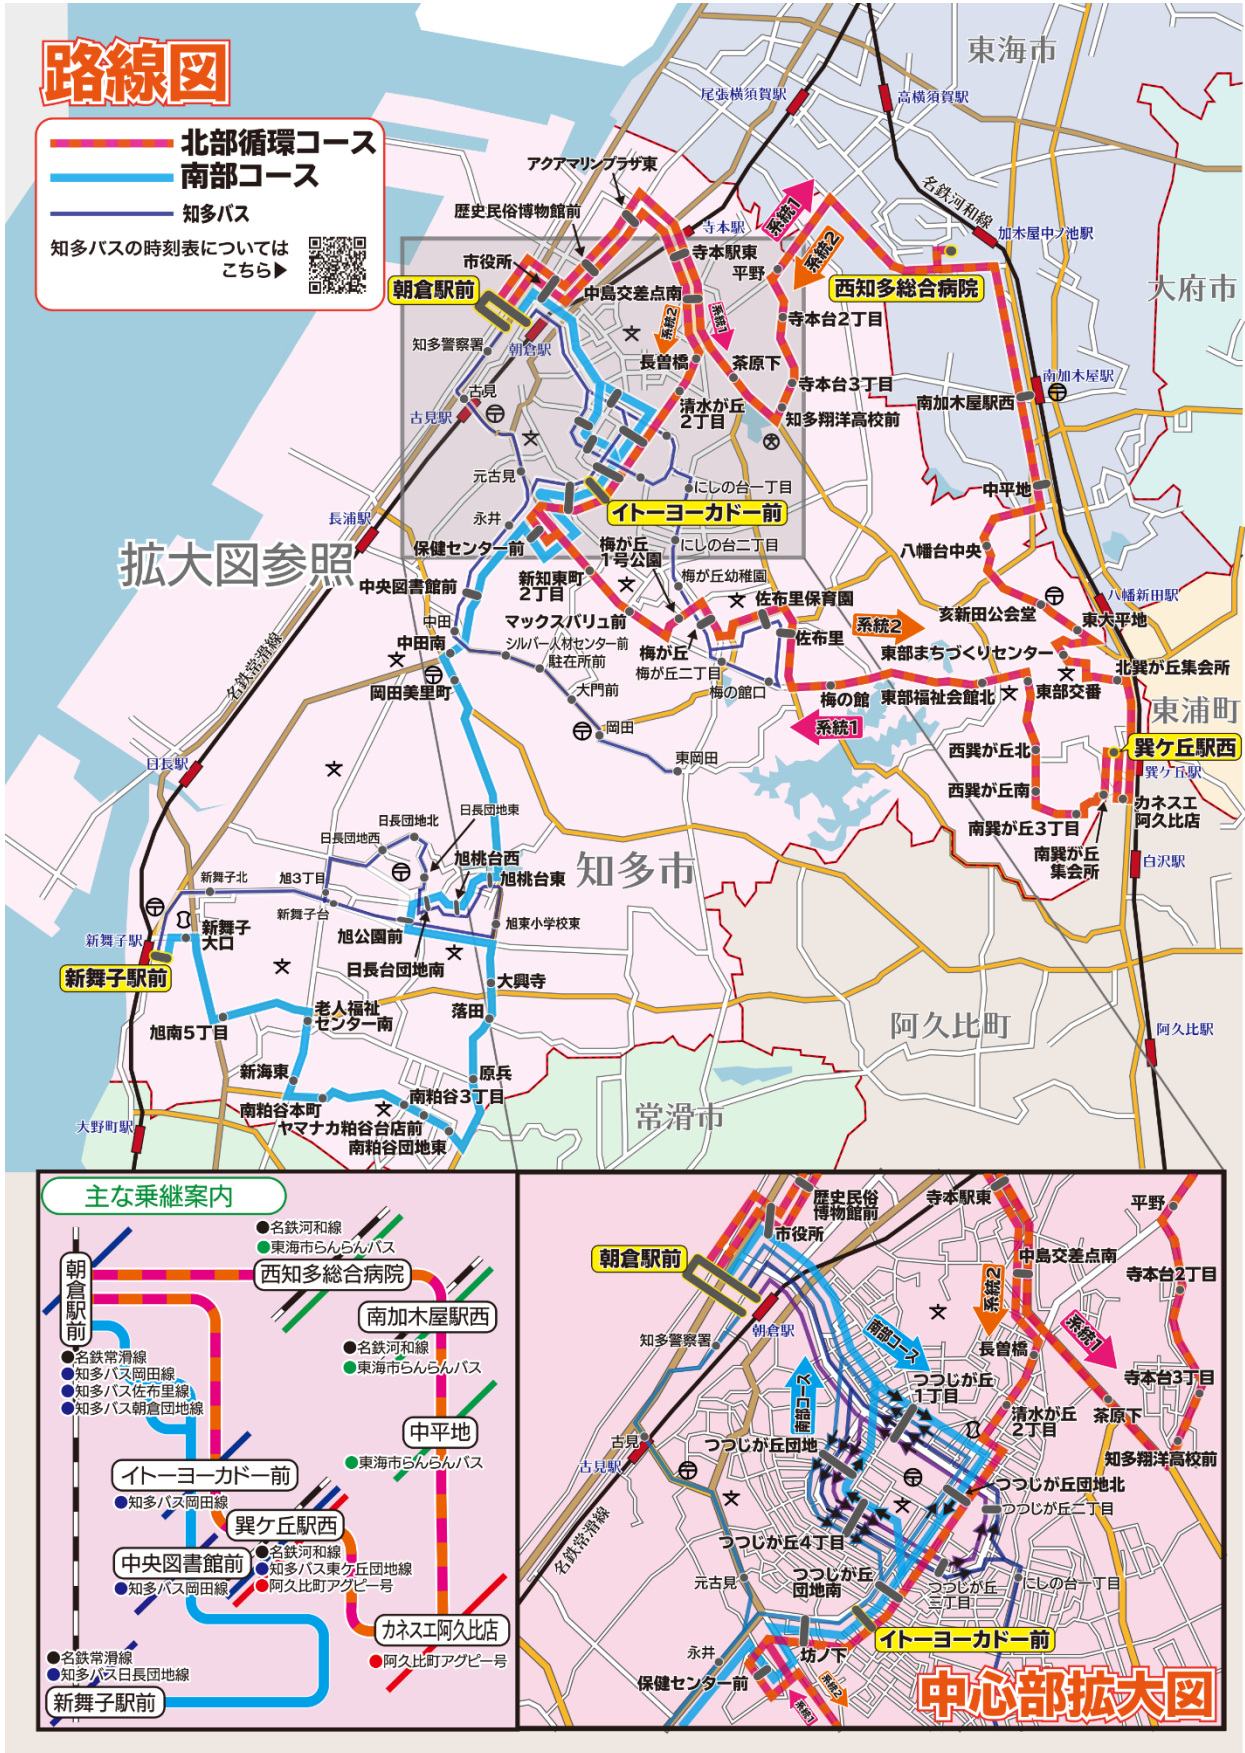 路線図
北部循環コース
南部コース
知多バス
知多バスの時刻表については
こちら▶
東海市
尾張横須賀駅
高横須賀駅
アクアマリンプラザ東
名鉄河和線
歴史民俗博物館前
寺本駅
系統1
加木屋中ノ池駅
市役所
寺本駅東
系統2
平野
大府市
朝倉駅前
中島交差点南
西知多総合病院
寺本台2丁目
系統2
系統1
知多警察署
朝倉駅
長曽橋
茶原下
南加木屋駅
古見
寺本台3丁目
南加木屋駅西
古見駅
清水が丘
2丁目
知多翔洋高校前
元古見
にしの台一丁目
中平地
長浦駅
永井
イトーヨーカドー前
拡大図参照
保健センター前
梅が丘
1号公園
にしの台二丁目
八幡台中央
中央図書館前
新知東町
2丁目
梅が丘幼稚園
佐布里保育園
八幡新田駅
中田
マックスバリュ前
系統2
亥新田公会堂
東大平地
中田南
シルバー人材センター前
梅が丘
佐布里
東部まちづくりセンター
名鉄常滑線
駐在所前
梅が丘二丁目
北巽が丘集会所
岡田美里町
大門前
梅の館口
梅の館
東部福祉会館北
東部交番
東浦町
岡田
系統1
西巽が丘北
巽ケ丘駅西
日長駅
東岡田
巽ケ丘駅
西巽が丘南
カネスエ
阿久比店
日長団地東
日長団地北
南巽が丘3丁目
日長団地西
旭桃台西
知多市
南巽が丘
集会所
白沢駅
新舞子北
旭3丁目
旭桃台東
新舞子台
旭東小学校東
新舞子駅
新舞子
大口
旭公園前
新舞子駅前
日長台団地南
大興寺
旭南5丁目
老人福祉
センター南
落田
阿久比町
阿久比駅
新海東
原兵
南粕谷本町
南粕谷3丁目
常滑市
大野町駅
ヤマナカ粕谷台店前
南粕谷団地東
主な乗継案内
●名鉄河和線
●東海市らんらんバス
朝倉駅前
西知多総合病院
南加木屋駅西
●名鉄河和線
●東海市らんらんバス
●名鉄常滑線
●知多バス岡田線
●知多バス佐布里線
●知多バス朝倉団地線
中平地
●東海市らんらんバス
イトーヨーカドー前
●知多バス岡田線
巽ケ丘駅西
●名鉄河和線
●知多バス東ケ丘団地線
●阿久比町アグピー号
中央図書館前
●知多バス岡田線
カネスエ阿久比店
●阿久比町アグピー号
●名鉄常滑線
●知多バス日長団地線
新舞子駅前
歴史民俗
博物館前
寺本駅東
平野
市役所
朝倉駅前
中島交差点南
系統2
寺本台2丁目
知多警察署
朝倉駅
南部コース
長曽橋
系統1
つつじが丘
1丁目
寺本台3丁目
南部コース
清水が丘
2丁目
茶原下
古見
つつじが丘団地
知多翔洋高校前
古見駅
つつじが丘団地北
つつじが丘二丁目
名鉄常滑線
つつじが丘4丁目
元古見
つつじが丘
団地南
つつじが丘
三丁目
にしの台一丁目
イトーヨーカドー前
永井
坊ノ下
保健センター前
系統2
系統1
中心部拡大図